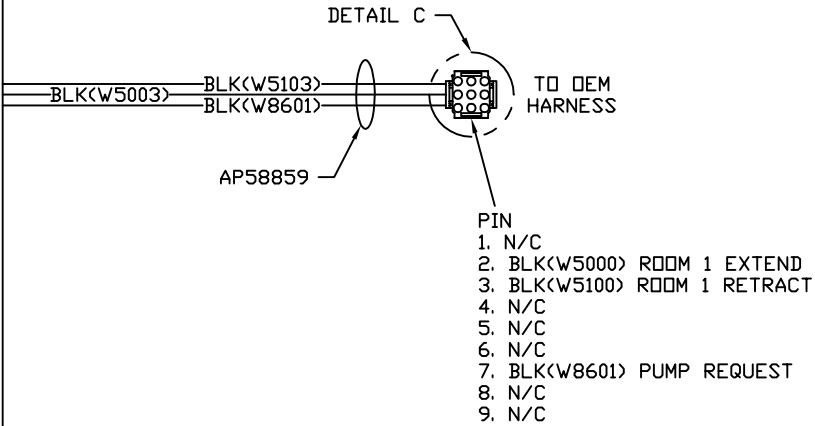 DETAIL C
BLK(W5103)
BLK(W5003)
BLK(W8601)
TO OEM
HARNESS
AP58859
PIN
1. N/C
2. BLK(W5000) ROOM 1 EXTEND
3. BLK(W5100) ROOM 1 RETRACT
4. N/C
5. N/C
6. N/C
7. BLK(W8601) PUMP REQUEST
8. N/C
9. N/C